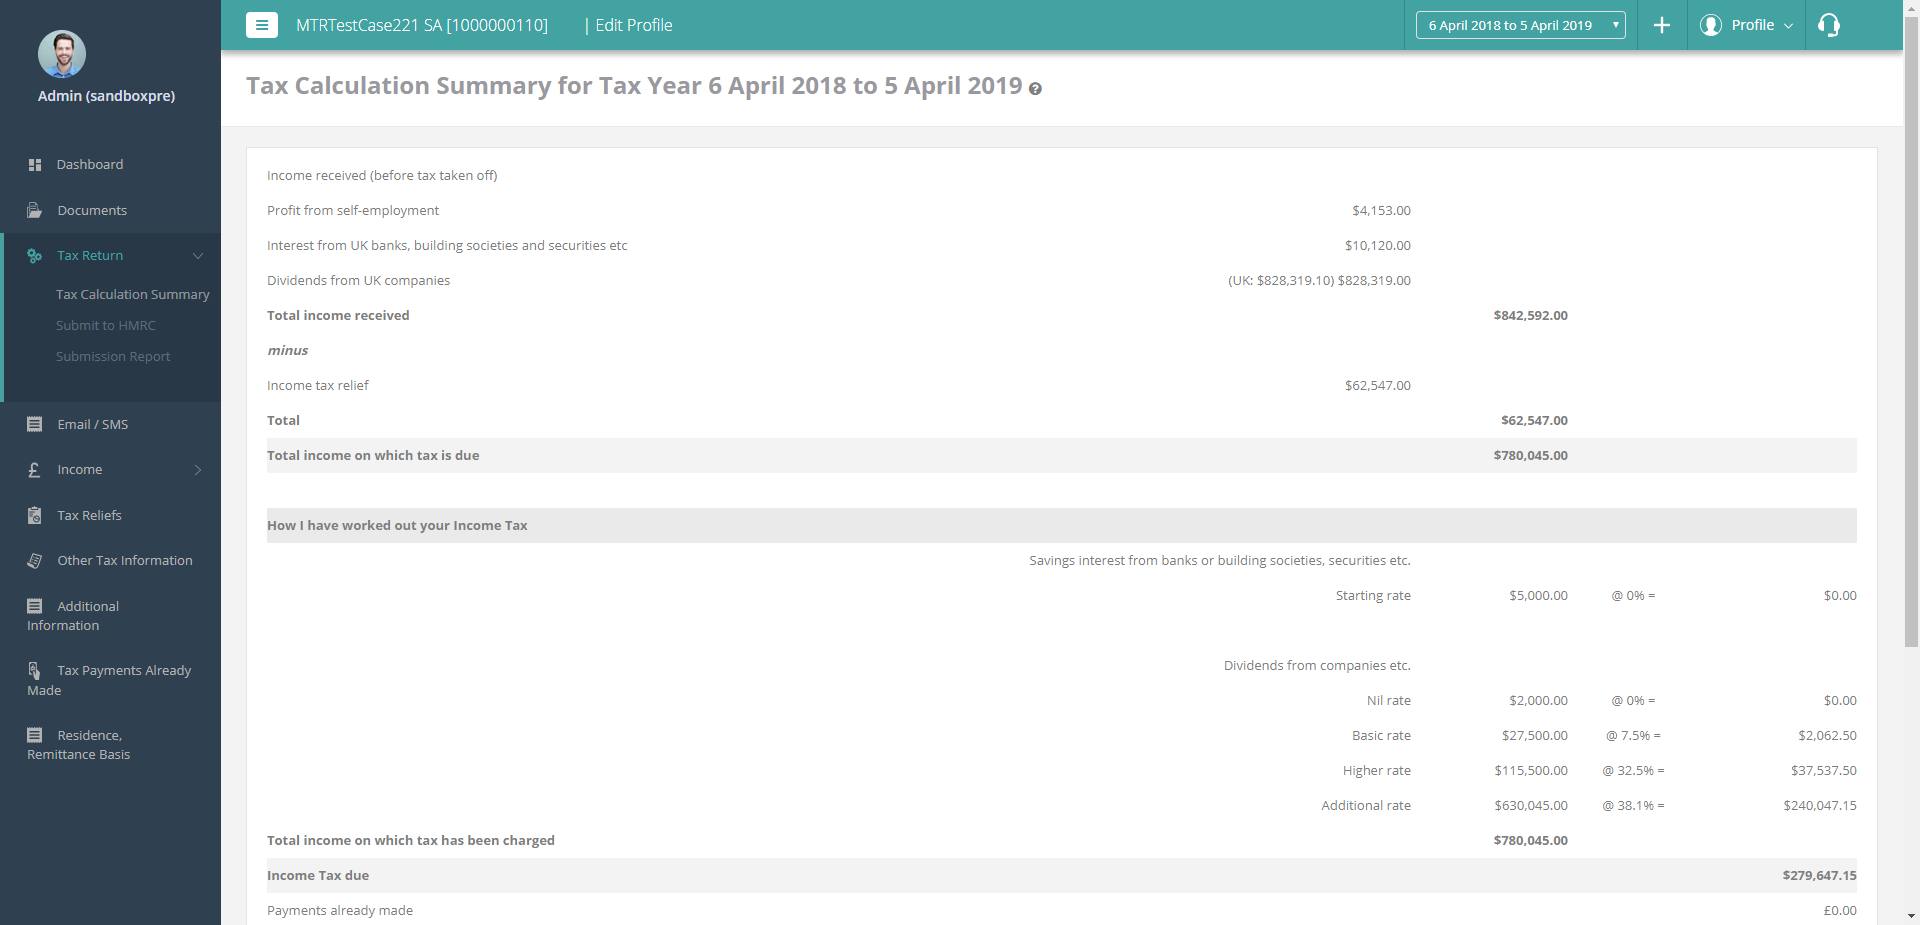 MTRTestCase221 SA [1000000110] | Edit Profile
6 April 2018 to 5 April 2019
Profile
Admin (sandboxpre)
Dashboard
Documents
Tax Return
Tax Calculation Summary
Submit to HMRC
Submission Report
Email / SMS
Income
Tax Reliefs
Other Tax Information
Additional
Information
Tax Payments Already
Made
Residence,
Remittance Basis
Tax Calculation Summary for Tax Year 6 April 2018 to 5 April 2019
Income received (before tax taken off)
Profit from self-employment $4,153.00
Interest from UK banks, building societies and securities etc $10,120.00
Dividends from UK companies (UK: $828,319.10) $828,319.00
Total income received $842,592.00
minus
Income tax relief $62,547.00
Total $62,547.00
Total income on which tax is due $780,045.00
How I have worked out your Income Tax
Savings interest from banks or building societies, securities etc.
Starting rate $5,000.00 @ 0% = $0.00
Dividends from companies etc.
Nil rate $2,000.00 @ 0% = $0.00
Basic rate $27,500.00 @ 7.5% = $2,062.50
Higher rate $115,500.00 @ 32.5% = $37,537.50
Additional rate $630,045.00 @ 38.1% = $240,047.15
Total income on which tax has been charged $780,045.00
Income Tax due $279,647.15
Payments already made £0.00